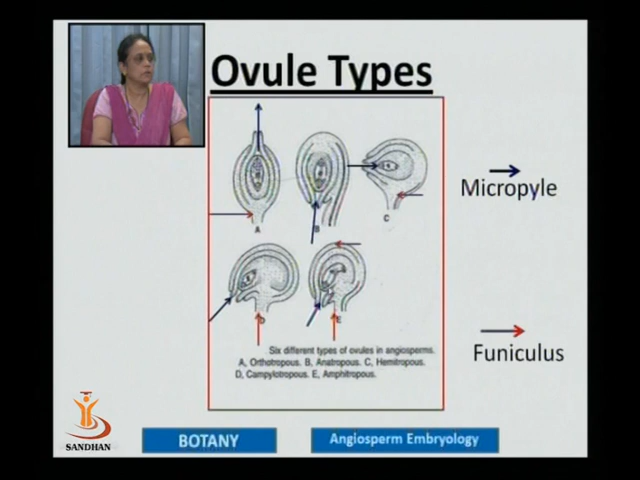 Ovule Types
A
B
C
D
E
Micropyle
Funiculus
Six different types of ovules in angiosperms.
A, Orthotropous. B, Anatropous. C, Hemitropous.
D, Campylotropous. E, Amphitropous.
SANDHAN
BOTANY
Angiosperm Embryology